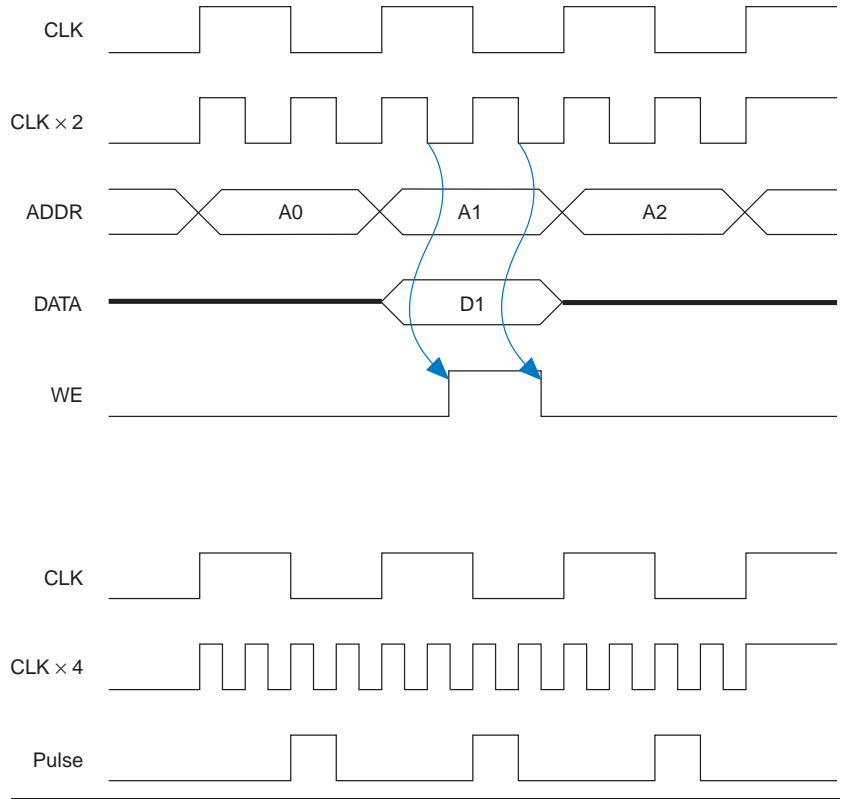 CLK
CLK × 2
ADDR A0 A1 A2
DATA D1
WE
CLK
CLK × 4
Pulse